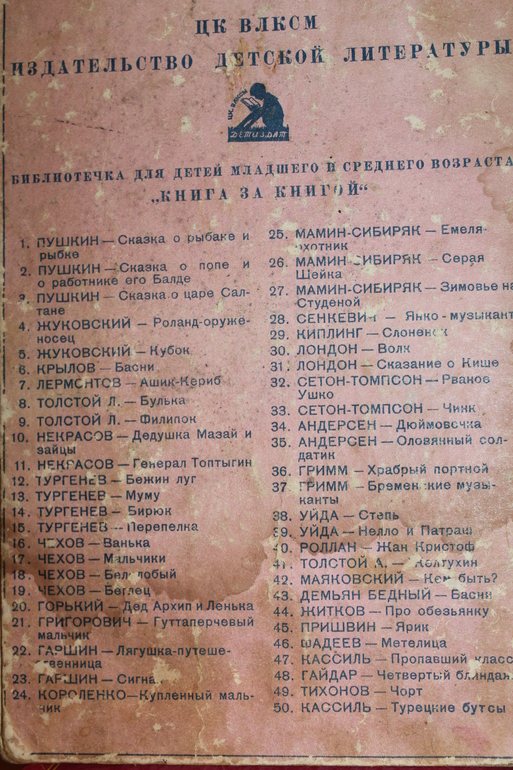 ЦК ВЛКСМ
ИЗДАТЕЛЬСТВО ДЕТСКОЙ ЛИТЕРАТУРЫ
ЦК ВЛКСМ
ДЕТИЗДАТ
БИБЛИОТЕЧКА ДЛЯ ДЕТЕЙ МЛАДШЕГО И СРЕДНЕГО ВОЗРАСТА
„КНИГА ЗА КНИГОЙ“
1. ПУШКИН — Сказка о рыбаке и
рыбке
2. ПУШКИН — Сказка о попе и
о работнике его Балде
3. ПУШКИН — Сказка о царе Сал-
тане
4. ЖУКОВСКИЙ — Роланд-оруже-
носец
5. ЖУКОВСКИЙ — Кубок
6. КРЫЛОВ — Басни
7. ЛЕРМОНТОВ — Ашик-Кериб
8. ТОЛСТОЙ Л. — Булька
9. ТОЛСТОЙ Л. — Филипок
10. НЕКРАСОВ — Дедушка Мазай и
зайцы
11. НЕКРАСОВ — Генерал Топтыгин
12. ТУРГЕНЕВ — Бежин луг
13. ТУРГЕНЕВ — Муму
14. ТУРГЕНЕВ — Бирюк
15. ТУРГЕНЕВ — Перепелка
16. ЧЕХОВ — Ванька
17. ЧЕХОВ — Мальчики
18. ЧЕХОВ — Белолобый
19. ЧЕХОВ — Беглец
20. ГОРЬКИЙ — Дед Архип и Ленька
21. ГРИГОРОВИЧ — Гуттаперчевый
мальчик
22. ГАРШИН — Лягушка-путеше-
ственница
23. ГАРШИН — Сигнал
24. КОРОЛЕНКО — Купленный маль-
чик
25. МАМИН-СИБИРЯК — Емеля-
охотник
26. МАМИН-СИБИРЯК — Серая
Шейка
27. МАМИН-СИБИРЯК — Зимовье на
Студеной
28. СЕНКЕВИЧ — Янко-музыкант
29. КИПЛИНГ — Слоненок
30. ЛОНДОН — Волк
31. ЛОНДОН — Сказание о Кише
32. СЕТОН-ТОМПСОН — Рваное
Ушко
33. СЕТОН-ТОМПСОН — Чинк
34. АНДЕРСЕН — Дюймовочка
35. АНДЕРСЕН — Оловянный сол-
датик
36. ГРИММ — Храбрый портной
37. ГРИММ — Бременские музы-
канты
38. УЙДА — Степь
39. УЙДА — Нелло и Патраш
40. РОЛЛАН — Жан Кристоф
41. ТОЛСТОЙ А. — Желтухин
42. МАЯКОВСКИЙ — Кем быть?
43. ДЕМЬЯН БЕДНЫЙ — Басни
44. ЖИТКОВ — Про обезьянку
45. ПРИШВИН — Ярик
46. ФАДЕЕВ — Метелица
47. КАССИЛЬ — Пропавший класс
48. ГАЙДАР — Четвертый блиндаж
49. ТИХОНОВ — Чорт
50. КАССИЛЬ — Турецкие бутсы